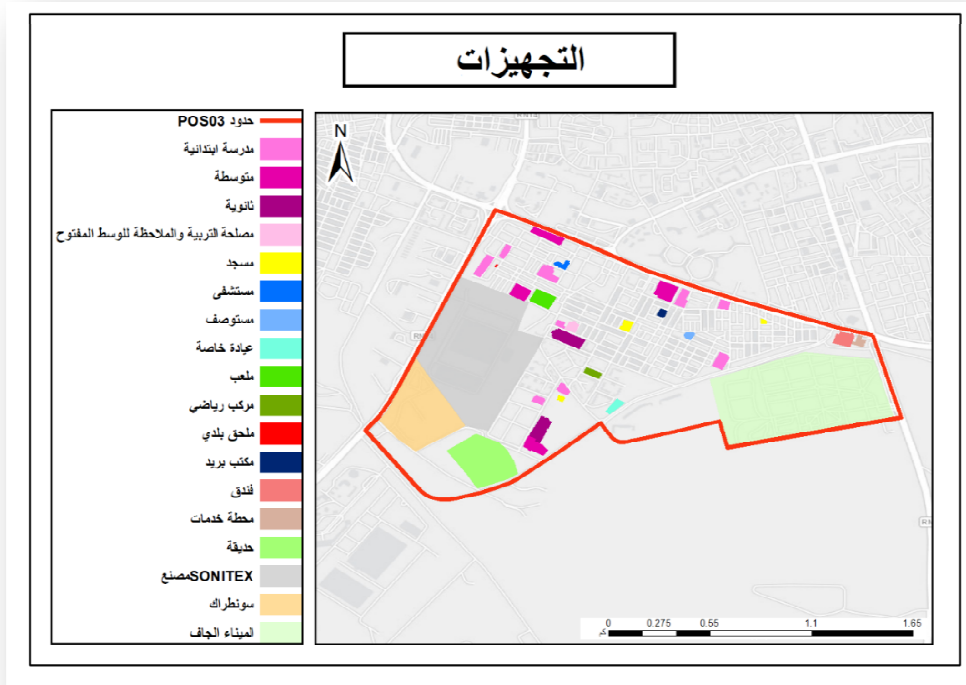 التجهيزات
حدود POS03
مدرسة ابتدائية
متوسطة
ثانوية
مصلحة التربية والملاحظة للوسط المفتوح
مسجد
مستشفى
مستوصف
عيادة خاصة
ملعب
مركب رياضي
ملحق بلدي
مكتب بريد
فندق
محطة خدمات
حديقة
مصنعSONITEX
سونطراك
الميناء الجاف
N
0 0.275 0.55 1.1 1.65
كم